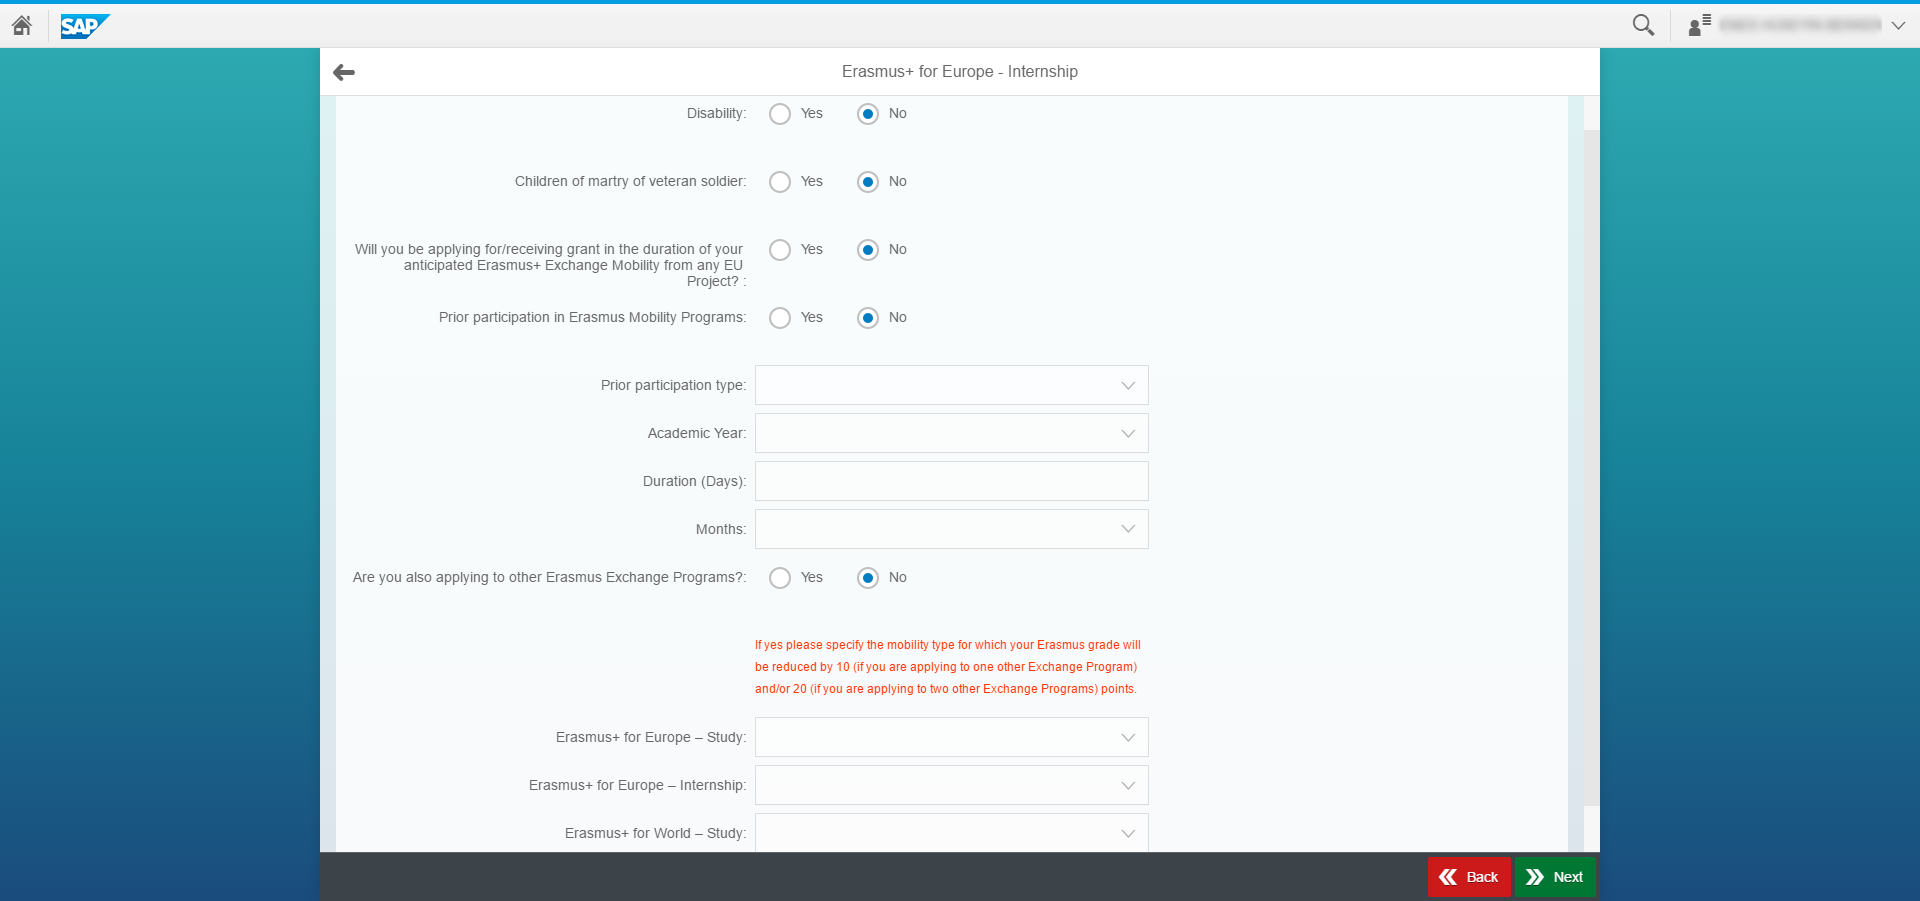 SAP
Erasmus+ for Europe - Internship
Disability: Yes No
Children of martry of veteran soldier: Yes No
Will you be applying for/receiving grant in the duration of your Yes No
anticipated Erasmus+ Exchange Mobility from any EU
Project? :
Prior participation in Erasmus Mobility Programs: Yes No
Prior participation type:
Academic Year:
Duration (Days):
Months:
Are you also applying to other Erasmus Exchange Programs?: Yes No
If yes please specify the mobility type for which your Erasmus grade will
be reduced by 10 (if you are applying to one other Exchange Program)
and/or 20 (if you are applying to two other Exchange Programs) points.
Erasmus+ for Europe – Study:
Erasmus+ for Europe – Internship:
Erasmus+ for World – Study:
Back Next